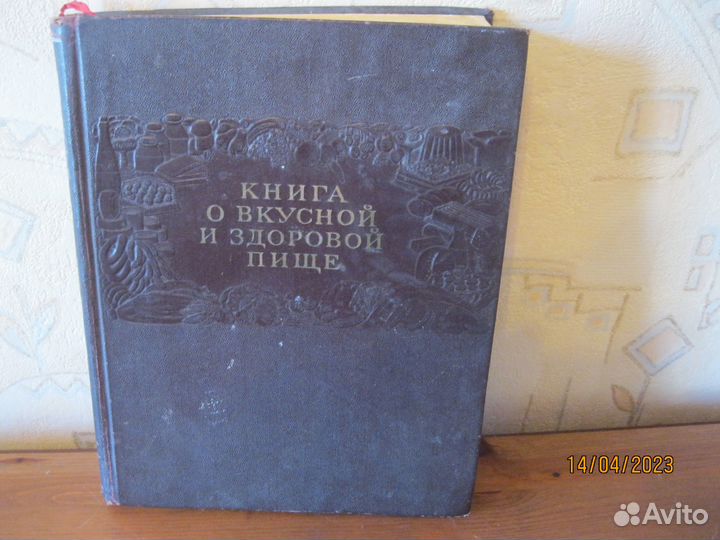 КНИГА
О ВКУСНОЙ
И ЗДОРОВОЙ
ПИЩЕ
14/04/2023
Avito